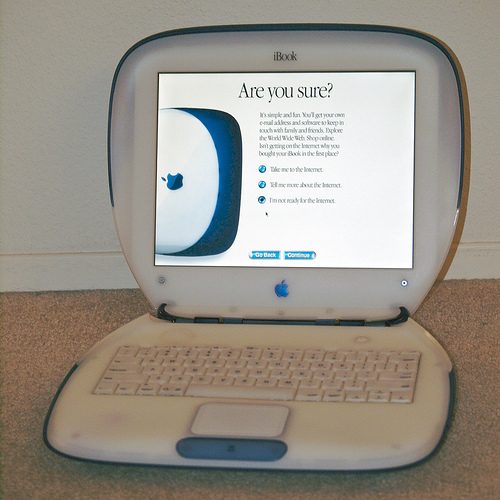 iBook
Are you sure?
It's simple and fun. You'll get your own
e-mail address and software to keep in
touch with family and friends. Explore
the World Wide Web. Shop online.
Isn't getting on the Internet why you
bought your iBook in the first place?
Take me to the Internet.
Tell me more about the Internet.
I'm not ready for the Internet.
Go Back
Continue